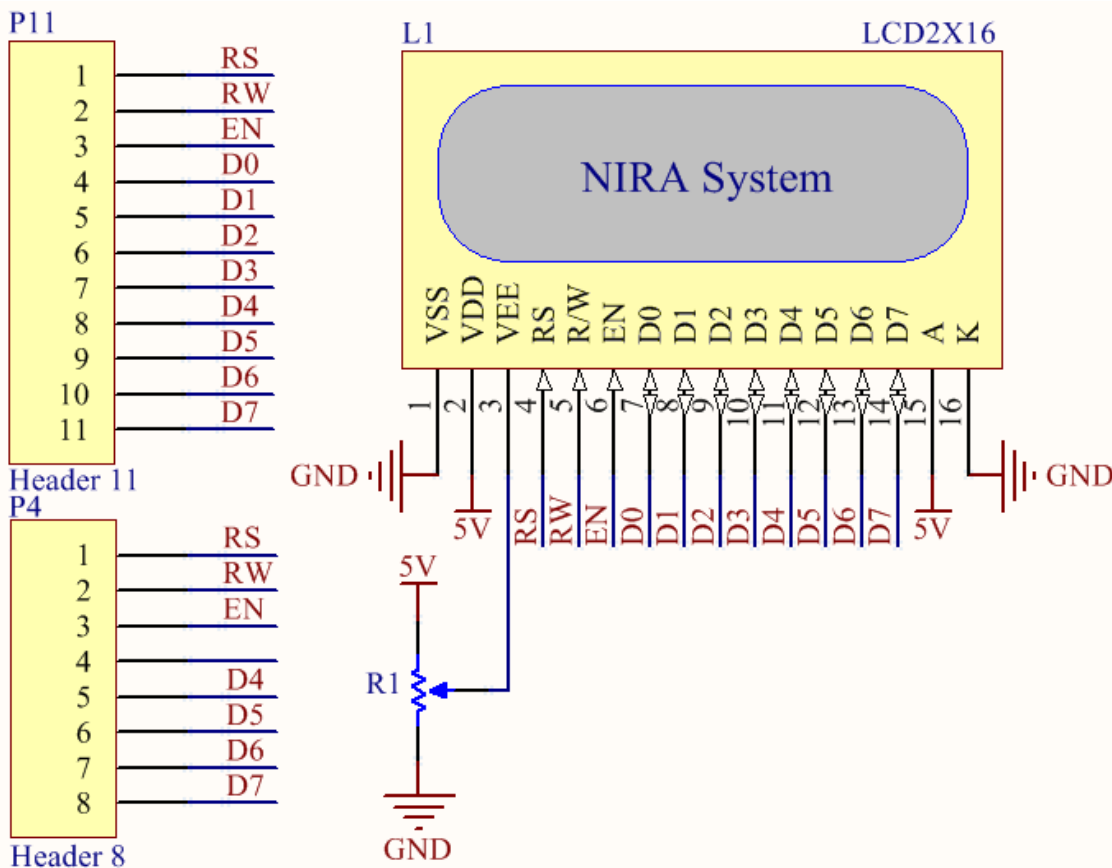 P11
1 RS
2 RW
3 EN
4 D0
5 D1
6 D2
7 D3
8 D4
9 D5
10 D6
11 D7
Header 11
P4
1 RS
2 RW
3 EN
4
5 D4
6 D5
7 D6
8 D7
Header 8
L1 LCD2X16
NIRA System
VSS VDD VEE RS R/W EN D0 D1 D2 D3 D4 D5 D6 D7 A K
1 2 3 4 5 6 7 8 9 10 11 12 13 14 15 16
GND GND
5V RS RW EN D0 D1 D2 D3 D4 D5 D6 D7 5V
5V
R1
GND